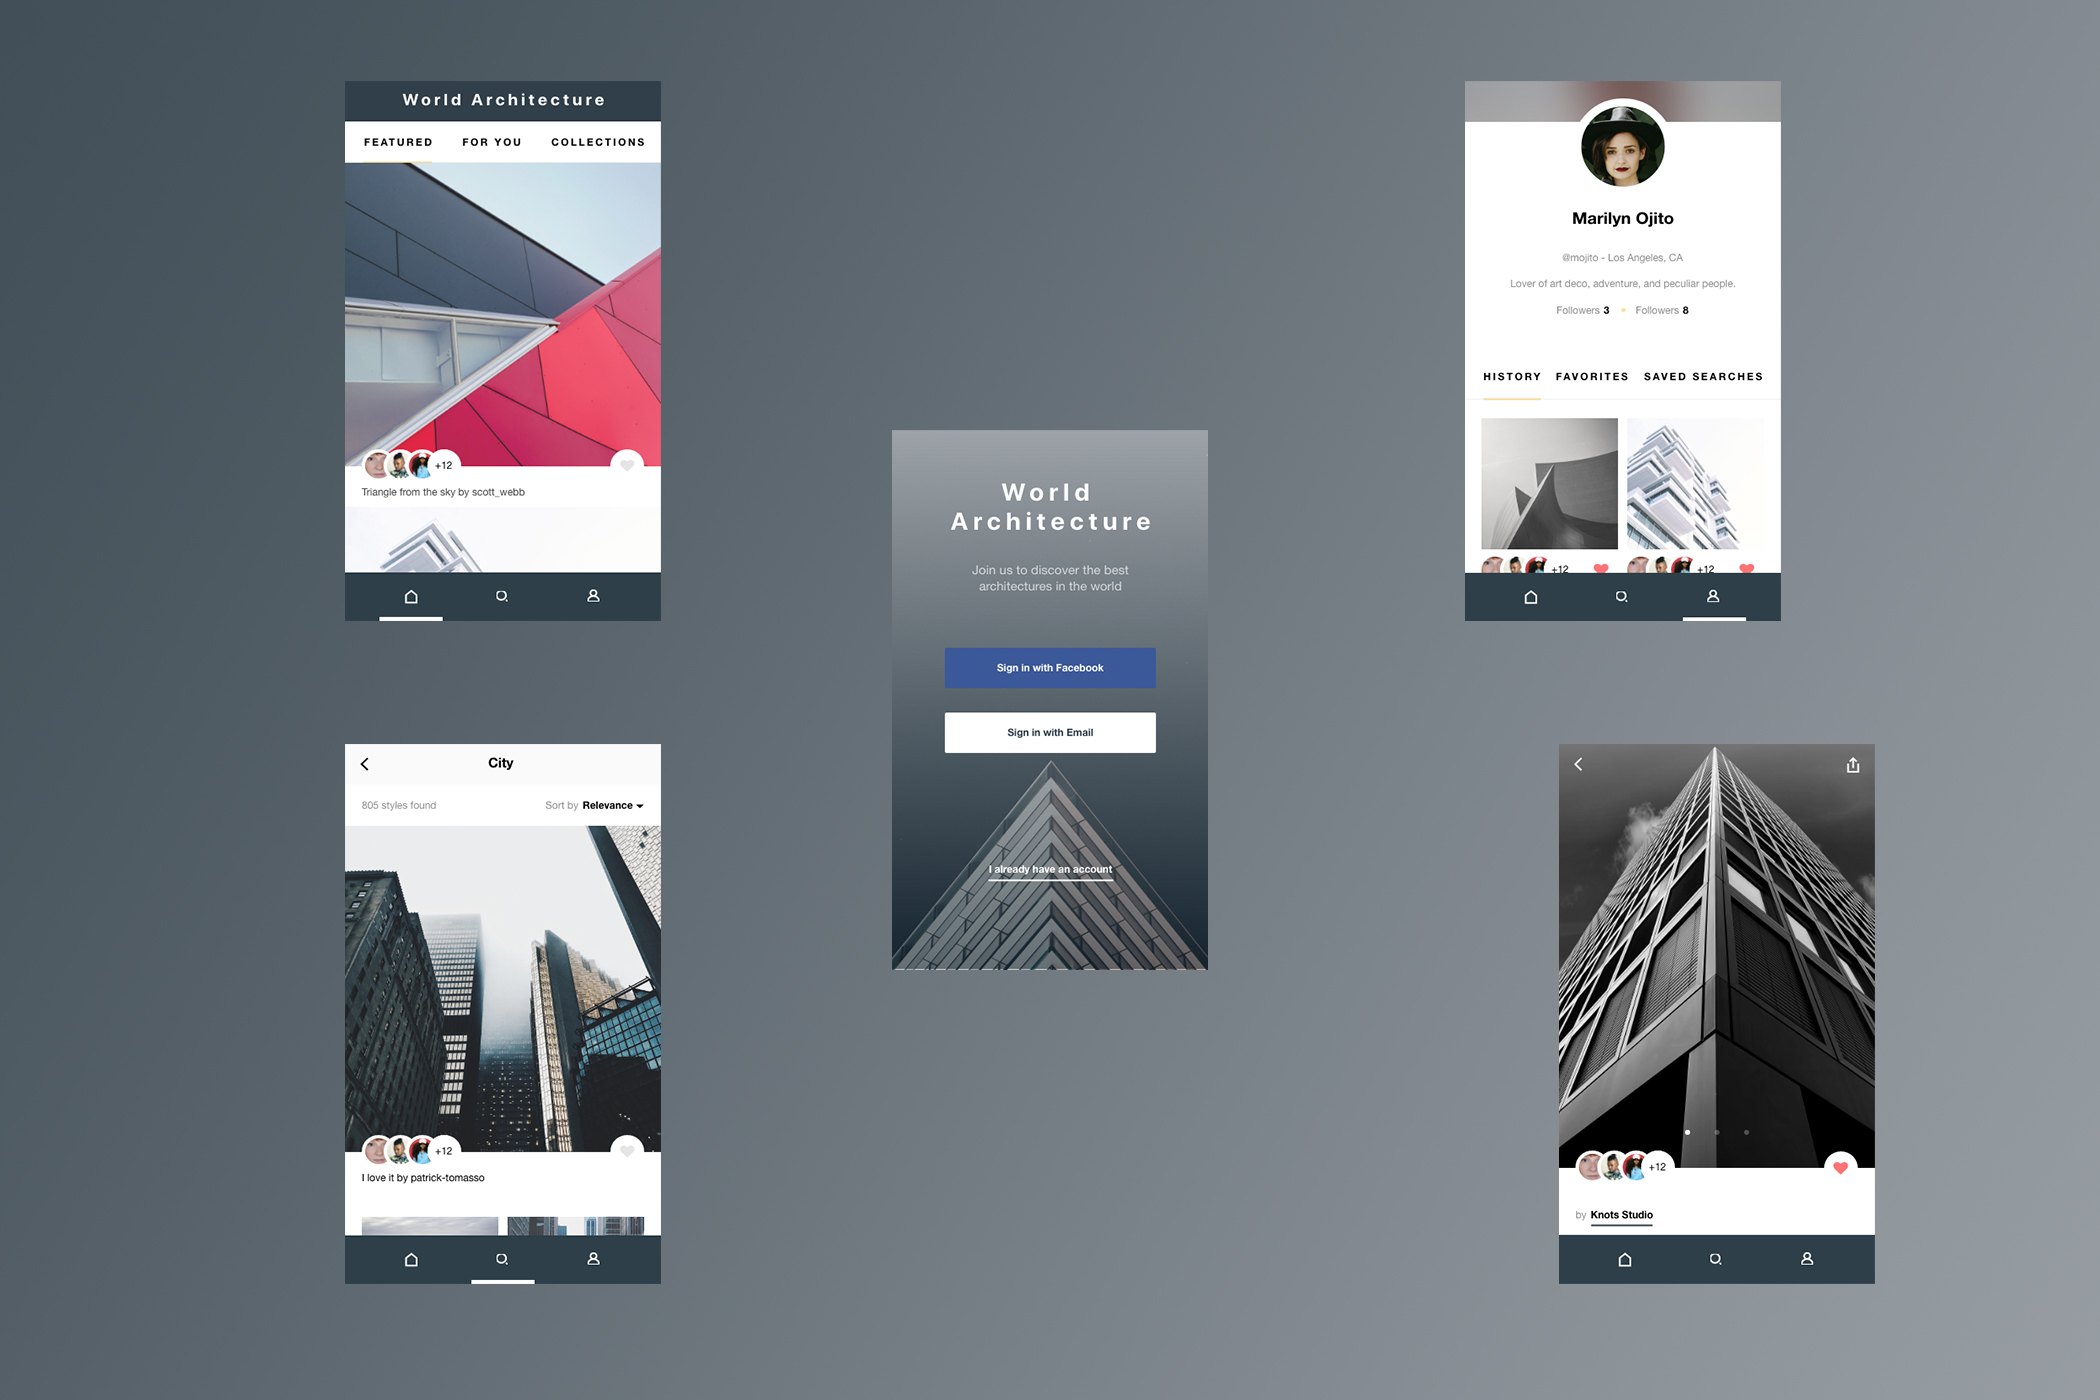 World Architecture
FEATURED FOR YOU COLLECTIONS
+12
Triangle from the sky by scott_webb
Marilyn Ojito
@mojito - Los Angeles, CA
Lover of art deco, adventure, and peculiar people.
Followers 3 • Followers 8
HISTORY FAVORITES SAVED SEARCHES
+12 +12
World
Architecture
Join us to discover the best
architectures in the world
Sign in with Facebook
Sign in with Email
I already have an account
City
805 styles found Sort by Relevance
+12
I love it by patrick-tomasso
+12
by Knots Studio